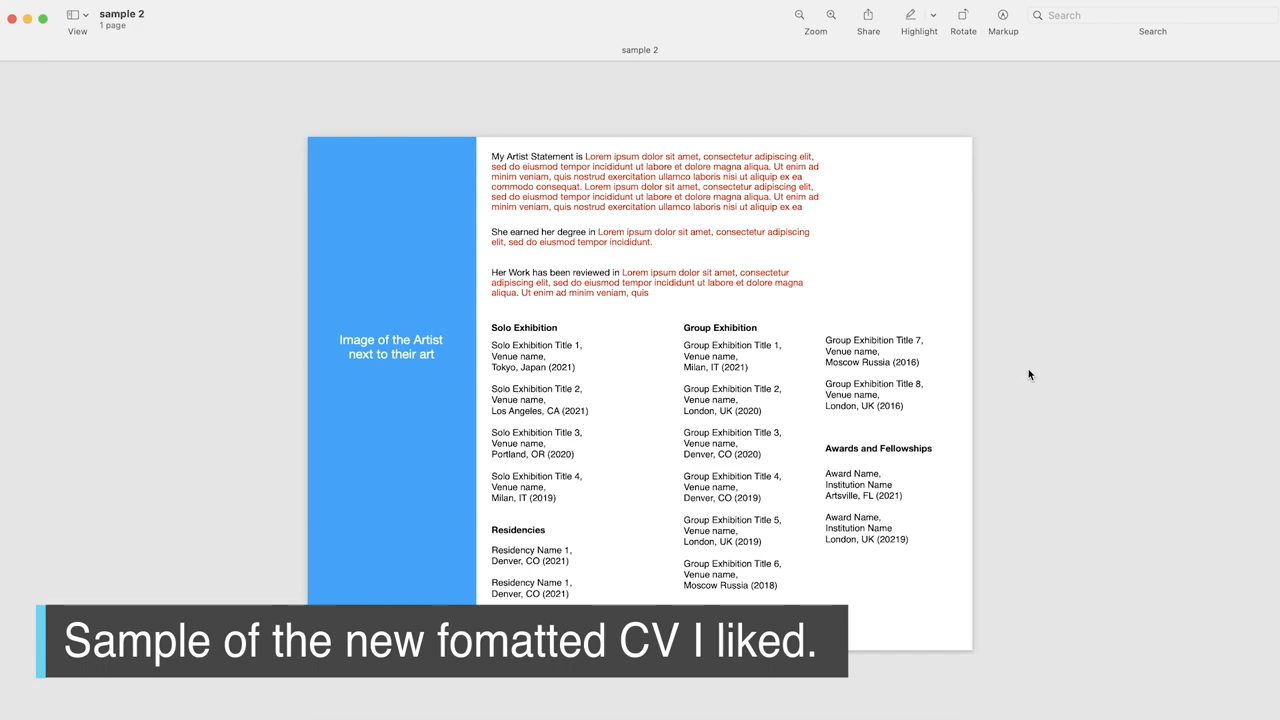 sample 2
1 page
View
Zoom
Share
Highlight
Rotate
Markup
Search
Search
sample 2
Image of the Artist
next to their art
My Artist Statement is Lorem ipsum dolor sit amet, consectetur adipiscing elit,
sed do eiusmod tempor incididunt ut labore et dolore magna aliqua. Ut enim ad
minim veniam, quis nostrud exercitation ullamco laboris nisi ut aliquip ex ea
commodo consequat. Lorem ipsum dolor sit amet, consectetur adipiscing elit,
sed do eiusmod tempor incididunt ut labore et dolore magna aliqua. Ut enim ad
minim veniam, quis nostrud exercitation ullamco laboris nisi ut aliquip ex ea
She earned her degree in Lorem ipsum dolor sit amet, consectetur adipiscing
elit, sed do eiusmod tempor incididunt.
Her Work has been reviewed in Lorem ipsum dolor sit amet, consectetur
adipiscing elit, sed do eiusmod tempor incididunt ut labore et dolore magna
aliqua. Ut enim ad minim veniam, quis
Solo Exhibition
Solo Exhibition Title 1,
Venue name,
Tokyo, Japan (2021)
Solo Exhibition Title 2,
Venue name,
Los Angeles, CA (2021)
Solo Exhibition Title 3,
Venue name,
Portland, OR (2020)
Solo Exhibition Title 4,
Venue name,
Milan, IT (2019)
Residencies
Residency Name 1,
Denver, CO (2021)
Residency Name 1,
Denver, CO (2021)
Group Exhibition
Group Exhibition Title 1,
Venue name,
Milan, IT (2021)
Group Exhibition Title 2,
Venue name,
London, UK (2020)
Group Exhibition Title 3,
Venue name,
Denver, CO (2020)
Group Exhibition Title 4,
Venue name,
Denver, CO (2019)
Group Exhibition Title 5,
Venue name,
London, UK (2019)
Group Exhibition Title 6,
Venue name,
Moscow Russia (2018)
Group Exhibition Title 7,
Venue name,
Moscow Russia (2016)
Group Exhibition Title 8,
Venue name,
London, UK (2016)
Awards and Fellowships
Award Name,
Institution Name
Artsville, FL (2021)
Award Name,
Institution Name
London, UK (20219)
Sample of the new fomatted CV I liked.